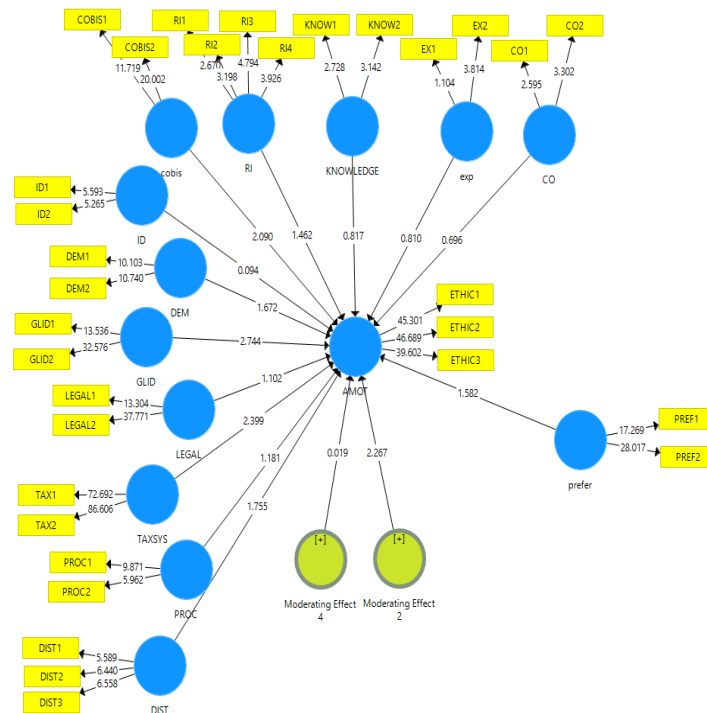 COBIS1
RI1
RI3
KNOW1
KNOW2
EX2
CO2
COBIS2
RI2
RI4
EX1
CO1
11.719
20.002
3.198
4.794
3.926
2.728
3.142
1.104
3.814
2.595
3.302
cobis
RI
KNOWLEDGE
exp
CO
ID1
ID2
5.593
5.265
ID
2.090
1.462
0.817
0.810
0.696
0.094
DEM1
DEM2
10.103
10.740
DEM
1.672
ETHIC1
ETHIC2
ETHIC3
45.301
46.689
39.602
AMOT
GLID1
GLID2
13.536
32.576
GLID
2.744
LEGAL1
LEGAL2
13.304
37.771
LEGAL
1.102
1.582
PREF1
PREF2
17.269
28.017
prefer
2.399
1.181
1.755
0.019
2.267
TAX1
TAX2
72.692
86.606
TAXSYS
[+]
[+]
PROC1
PROC2
9.871
5.962
PROC
Moderating Effect
4
Moderating Effect
2
DIST1
DIST2
DIST3
5.589
6.440
6.558
DIST